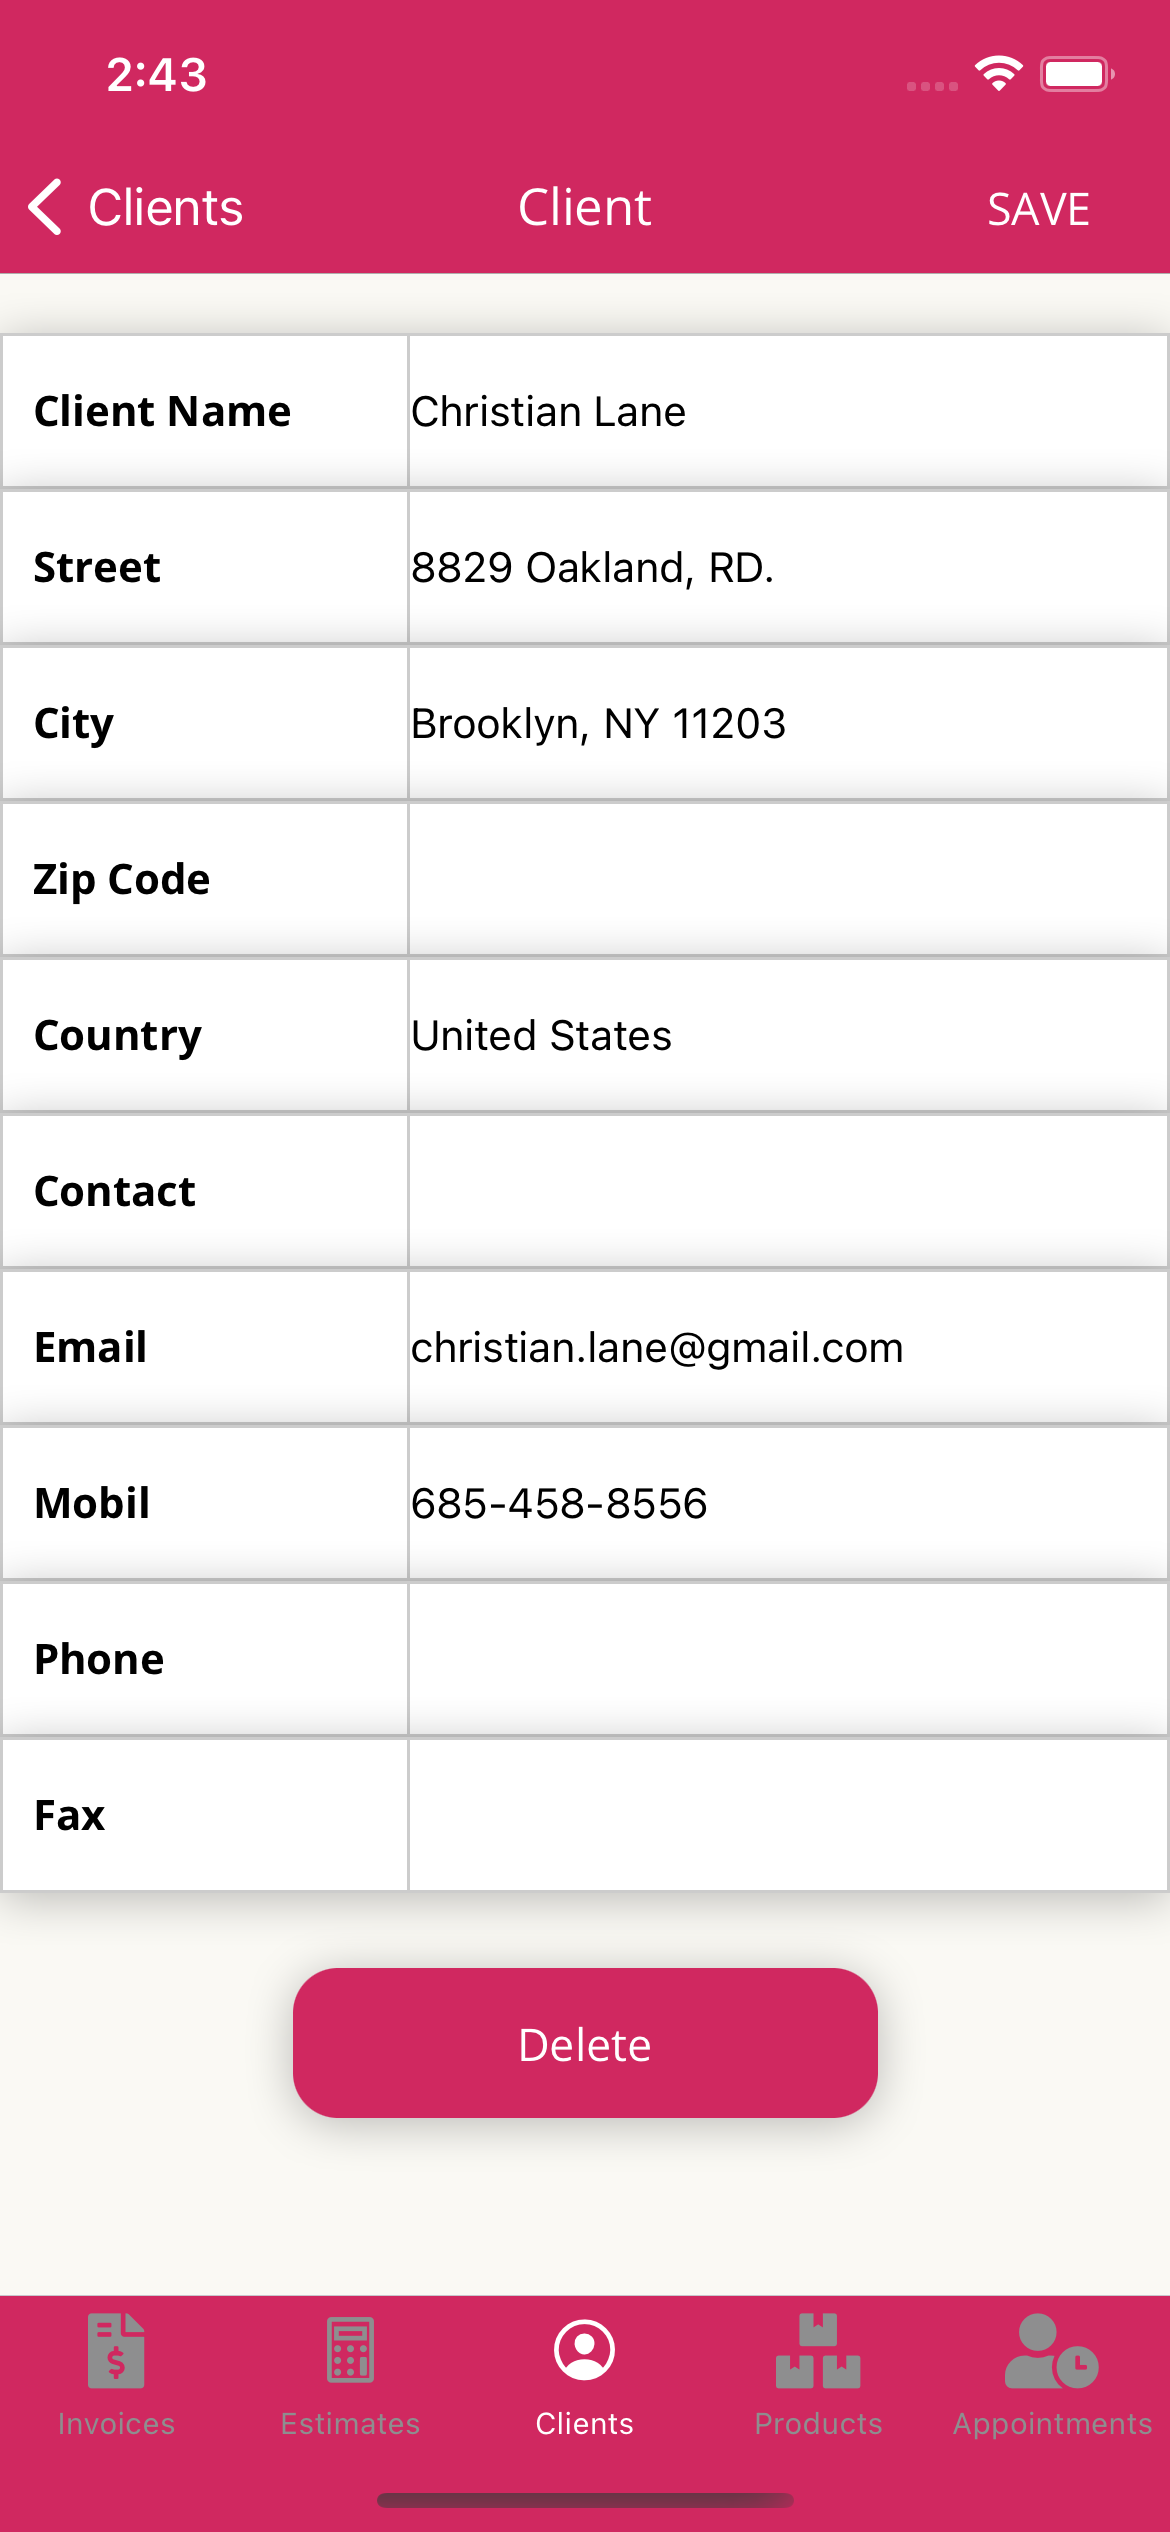 2:43
Clients Client SAVE
Client Name Christian Lane
Street 8829 Oakland, RD.
City Brooklyn, NY 11203
Zip Code
Country United States
Contact
Email christian.lane@gmail.com
Mobil 685-458-8556
Phone
Fax
Delete
Invoices Estimates Clients Products Appointments